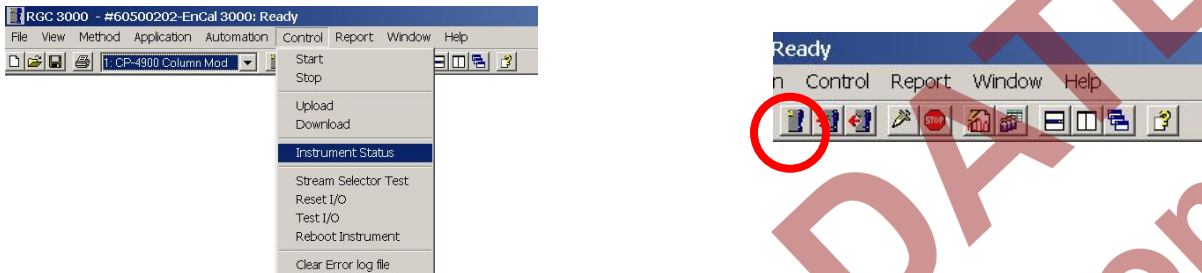 RGC 3000 - #60500202-EnCal 3000: Ready
File View Method Application Automation Control Report Window Help
1: CP-4900 Column Mod
Start
Stop
Upload
Download
Instrument Status
Stream Selector Test
Reset I/O
Test I/O
Reboot Instrument
Clear Error log file
Ready
n Control Report Window Help
STOP
DATE